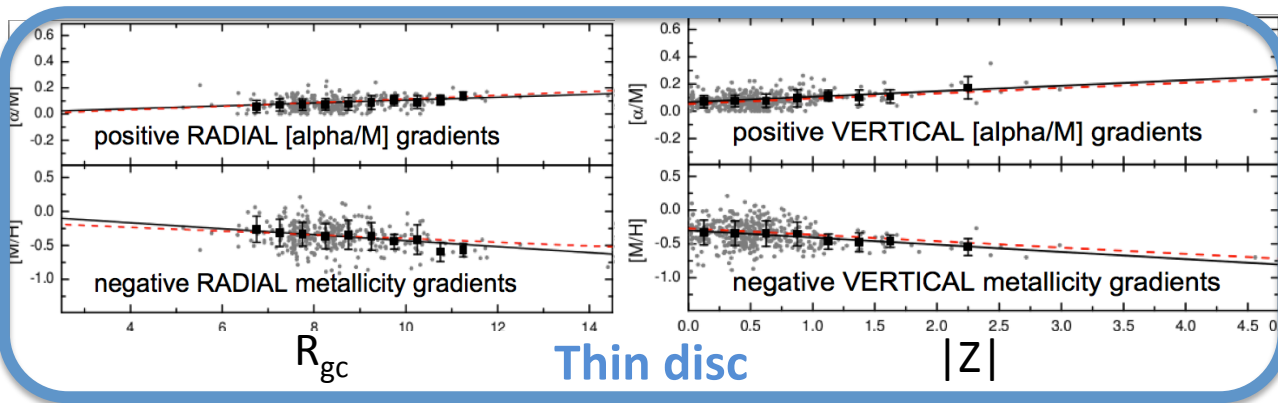 0.6
0.4
0.2
0.0
-0.2
[α/M]
positive RADIAL [alpha/M] gradients
0.5
0.0
-0.5
-1.0
[M/H]
negative RADIAL metallicity gradients
4 6 8 10 12 14
R_gc
0.6
0.4
0.2
0.0
-0.2
[α/M]
positive VERTICAL [alpha/M] gradients
0.5
0.0
-0.5
-1.0
[M/H]
negative VERTICAL metallicity gradients
0.0 0.5 1.0 1.5 2.0 2.5 3.0 3.5 4.0 4.5
|Z|
Thin disc